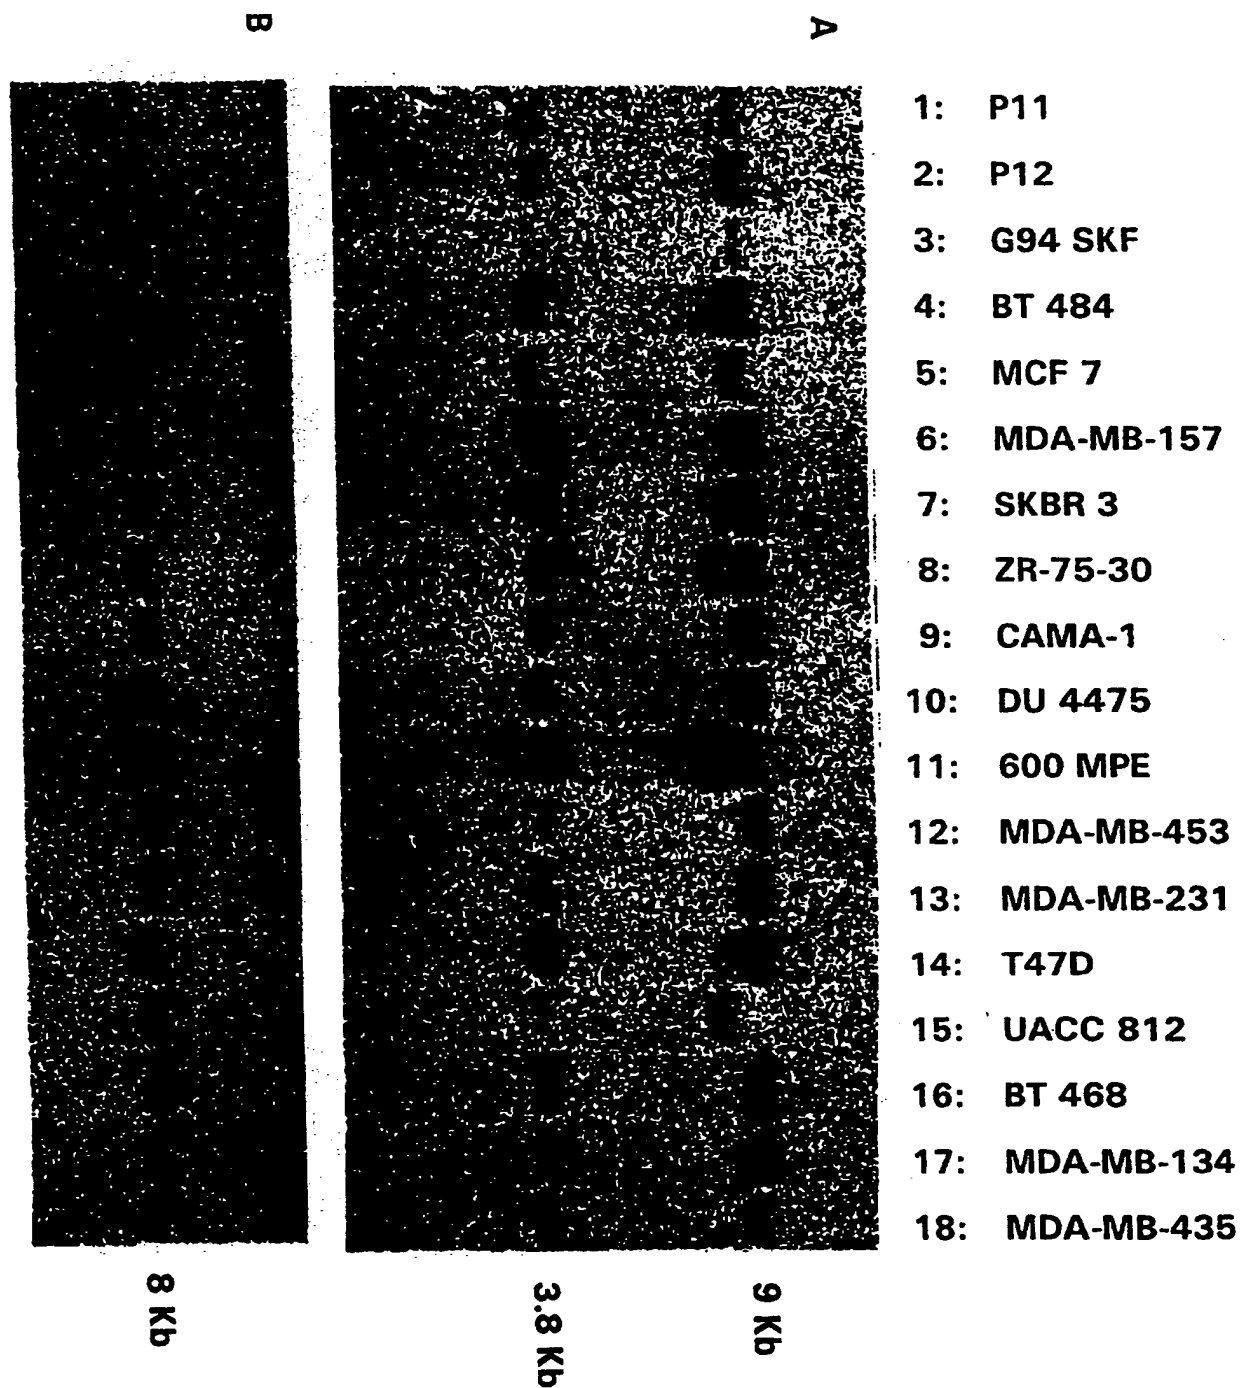 B
A
1: P11
2: P12
3: G94 SKF
4: BT 484
5: MCF 7
6: MDA-MB-157
7: SKBR 3
8: ZR-75-30
9: CAMA-1
10: DU 4475
11: 600 MPE
12: MDA-MB-453
13: MDA-MB-231
14: T47D
15: UACC 812
16: BT 468
17: MDA-MB-134
18: MDA-MB-435
8 Kb
3.8 Kb
9 Kb